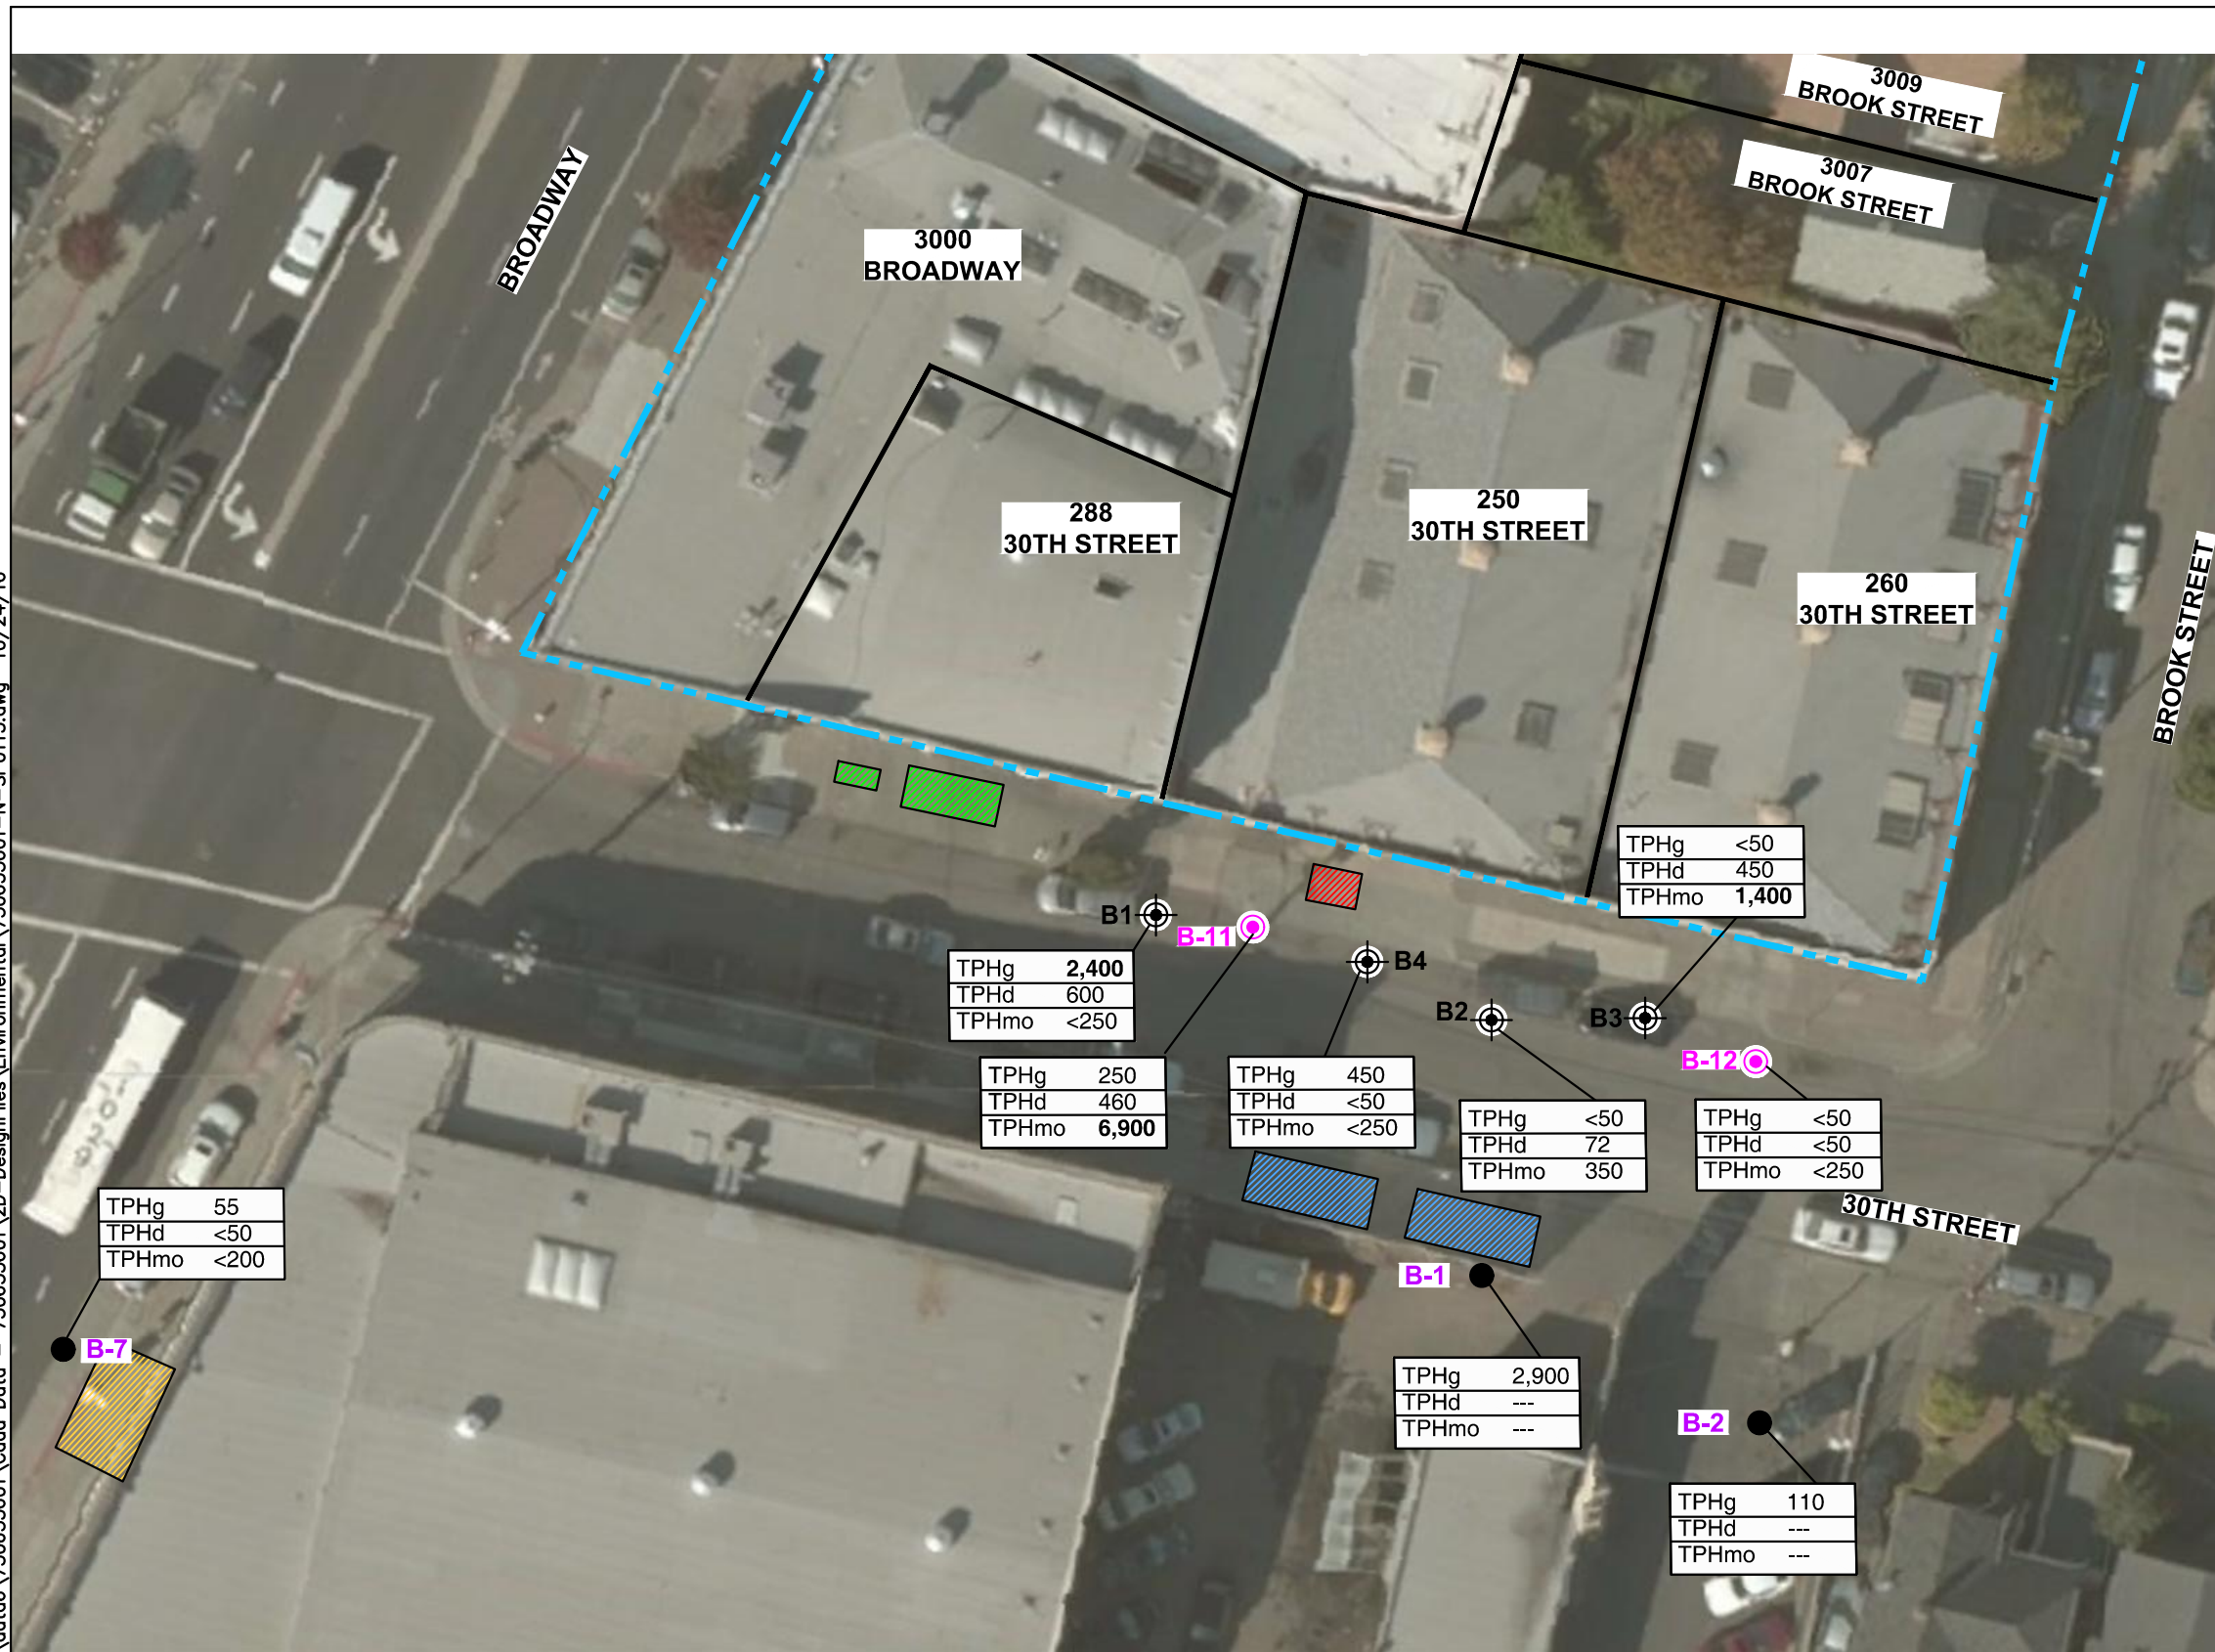 3009
BROOK STREET
3007
BROOK STREET
BROADWAY
3000
BROADWAY
288
30TH STREET
250
30TH STREET
260
30TH STREET
BROOK STREET
TPHg <50
TPHd 450
TPHmo 1,400
B1
B-11
B4
B2
B3
B-12
TPHg 2,400
TPHd 600
TPHmo <250
TPHg 250
TPHd 460
TPHmo 6,900
TPHg 450
TPHd <50
TPHmo <250
TPHg <50
TPHd 72
TPHmo 350
TPHg <50
TPHd <50
TPHmo <250
30TH STREET
TPHg 55
TPHd <50
TPHmo <200
B-7
B-1
TPHg 2,900
TPHd ---
TPHmo ---
B-2
TPHg 110
TPHd ---
TPHmo ---